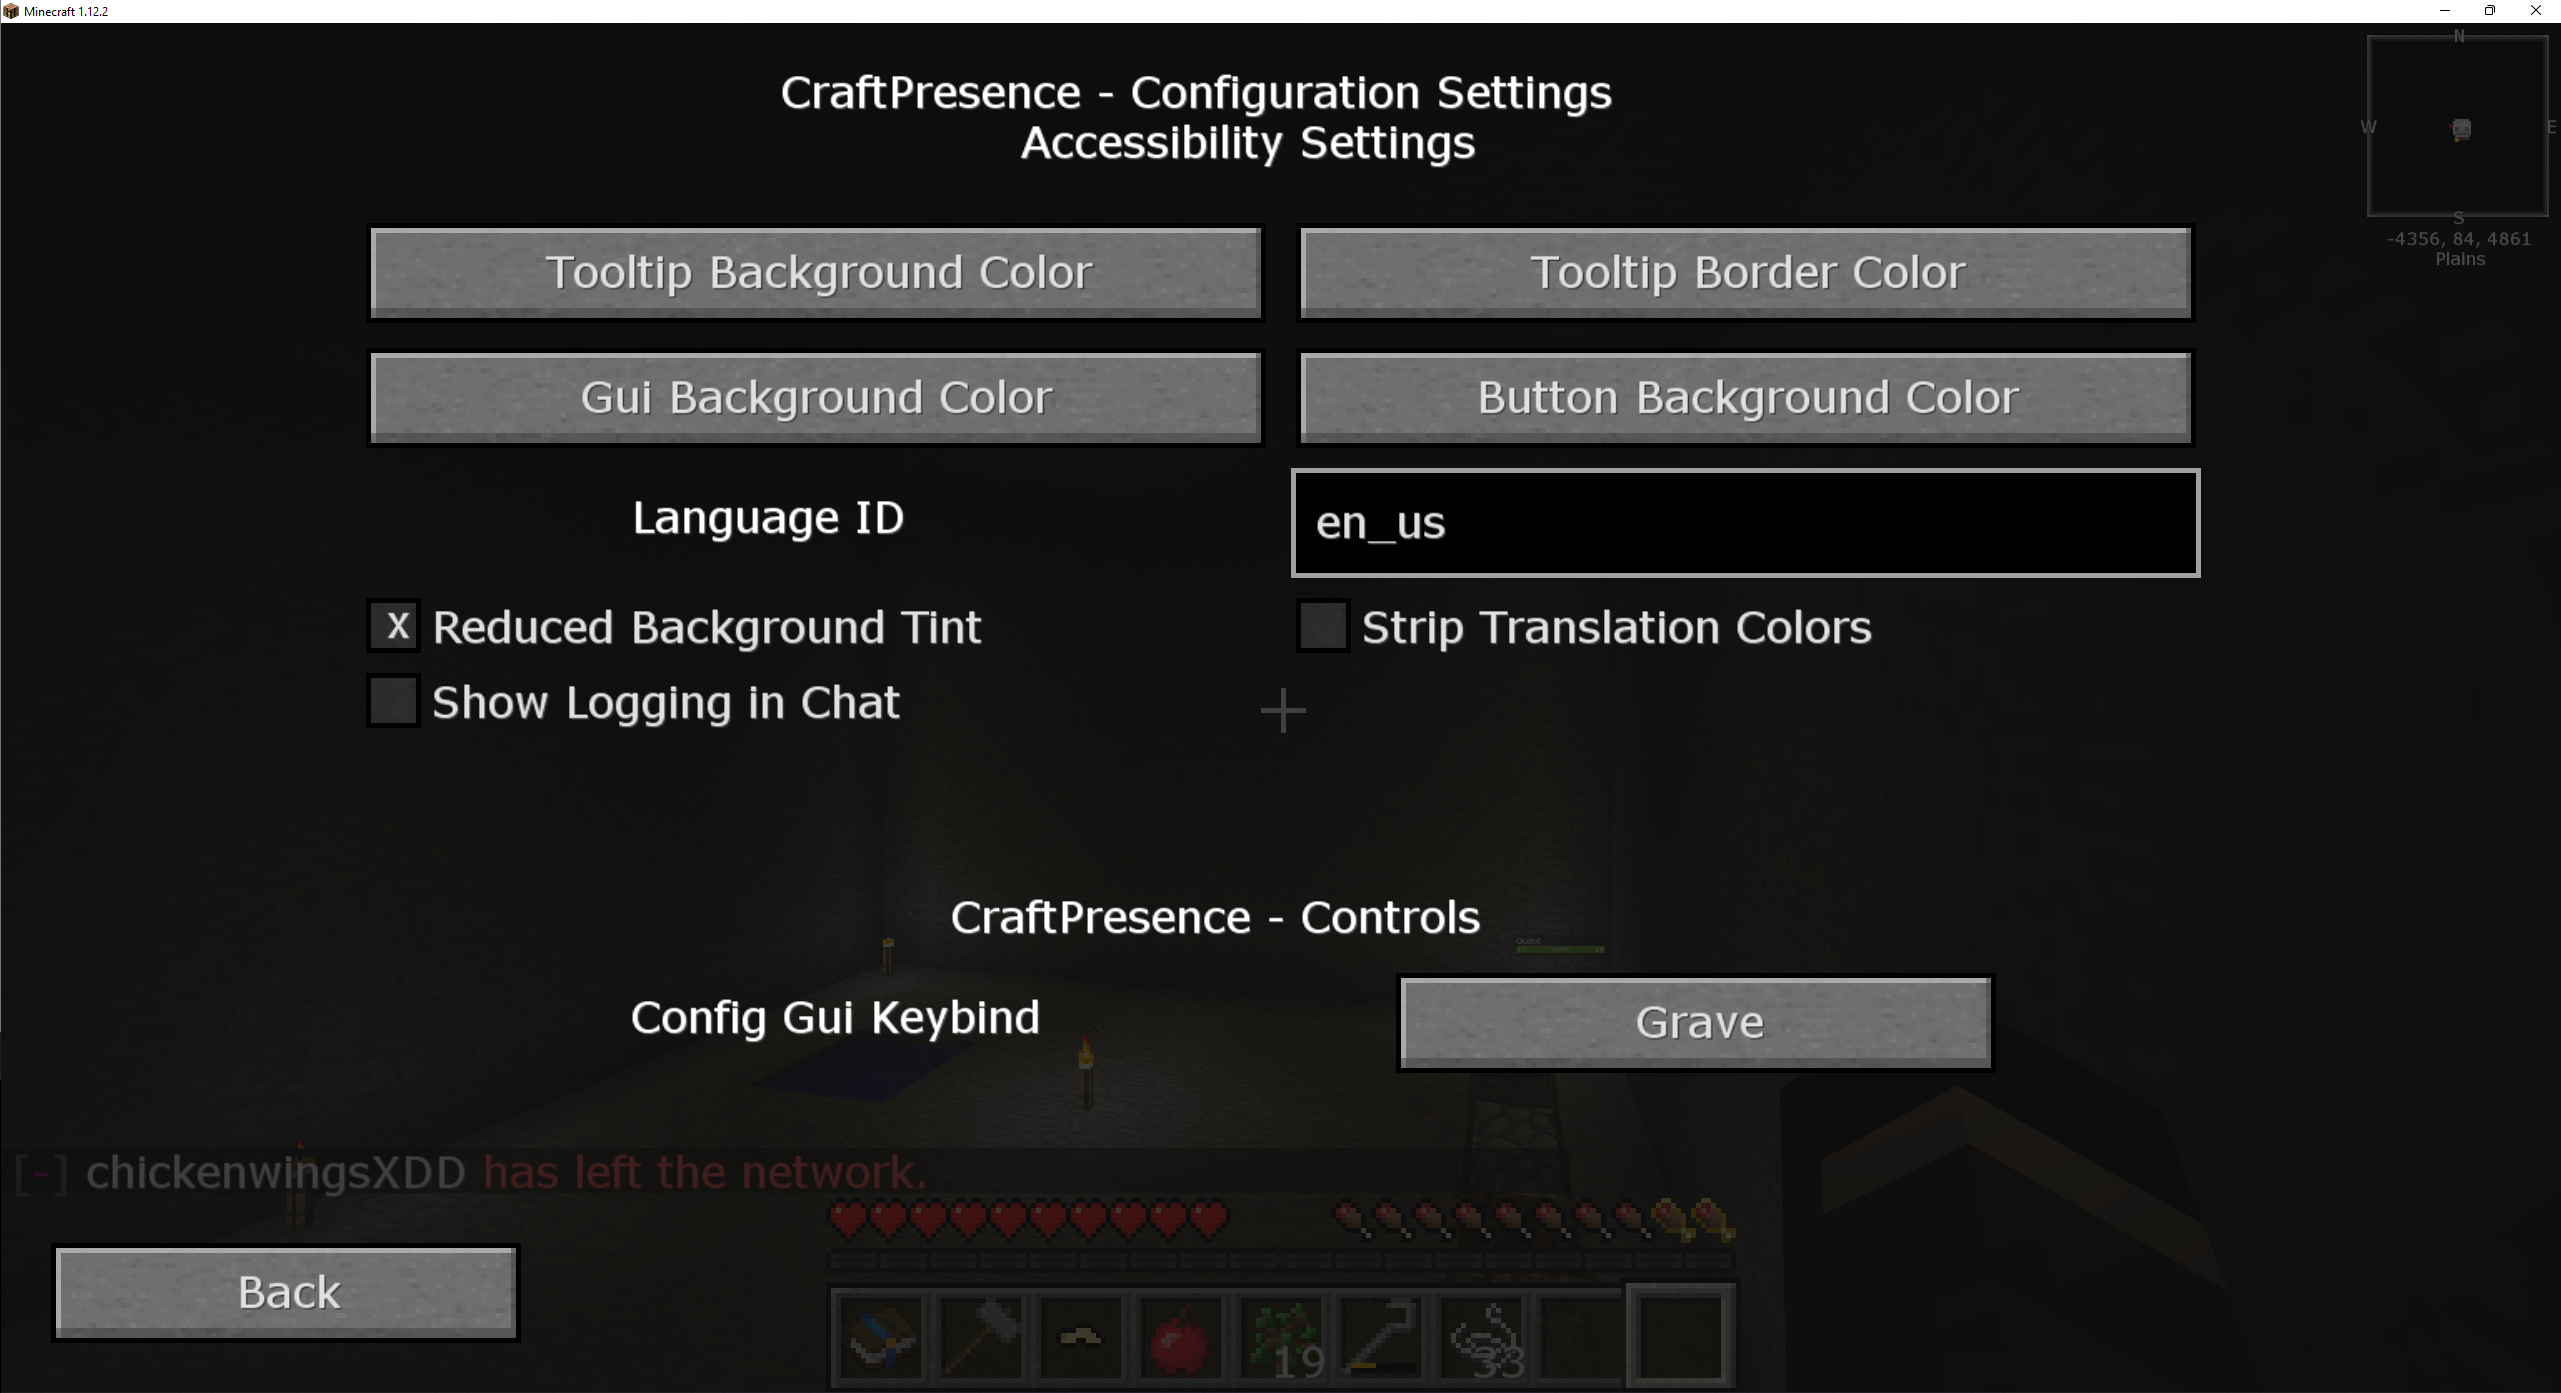 Minecraft 1.12.2
N
CraftPresence - Configuration Settings
Accessibility Settings
W
E
S
-4356, 84, 4861
Plains
Tooltip Background Color
Tooltip Border Color
Gui Background Color
Button Background Color
Language ID
en_us
X Reduced Background Tint
Strip Translation Colors
Show Logging in Chat
CraftPresence - Controls
Ocelot
Config Gui Keybind
Grave
[-] chickenwingsXDD has left the network.
Back
19
33